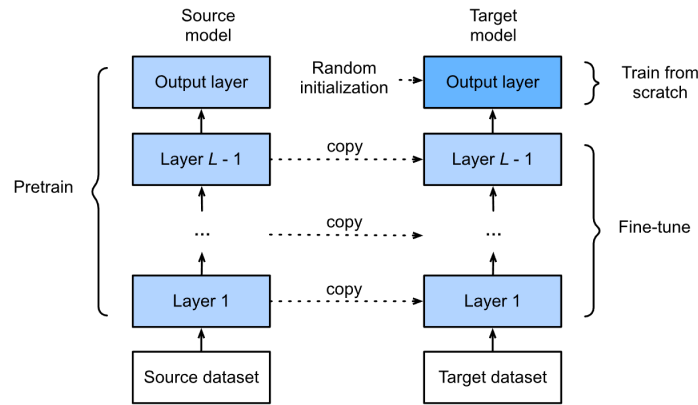 Source
model
Target
model
Output layer
Random
initialization
Output layer
Train from
scratch
Layer L - 1
copy
Layer L - 1
Pretrain
...
copy
...
Fine-tune
Layer 1
copy
Layer 1
Source dataset
Target dataset